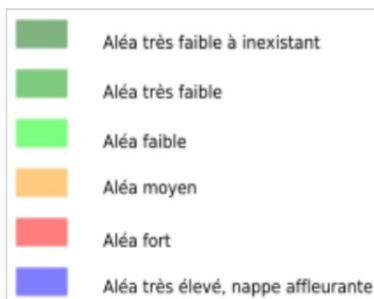 Aléa très faible à inexistant
Aléa très faible
Aléa faible
Aléa moyen
Aléa fort
Aléa très élevé, nappe affleurante